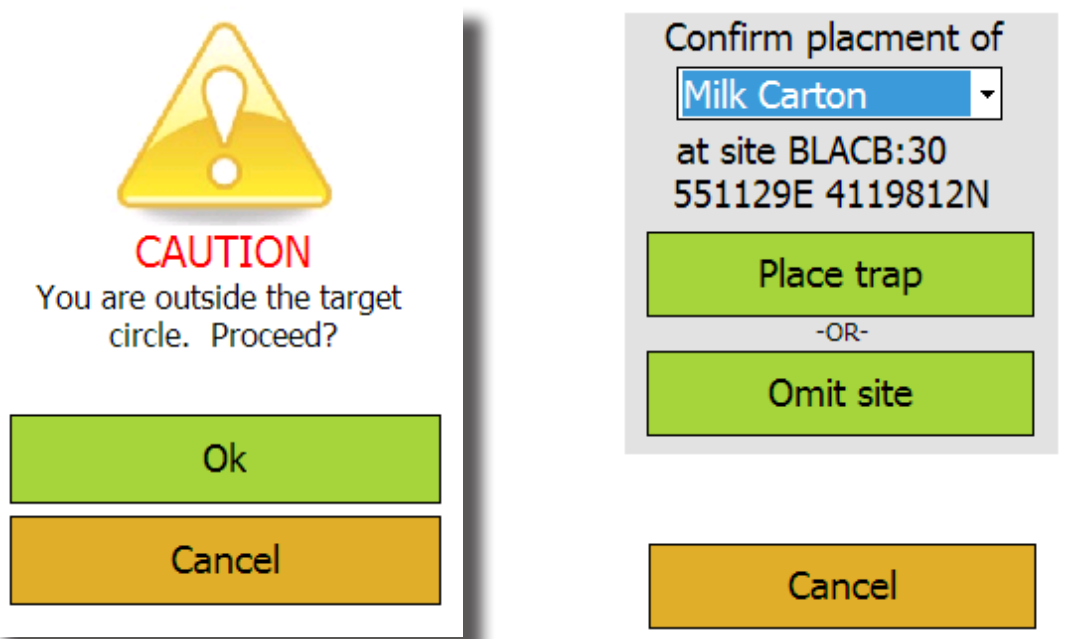 CAUTION
You are outside the target
circle. Proceed?
Ok
Cancel
Confirm placment of
Milk Carton
at site BLACB:30
551129E 4119812N
Place trap
-OR-
Omit site
Cancel